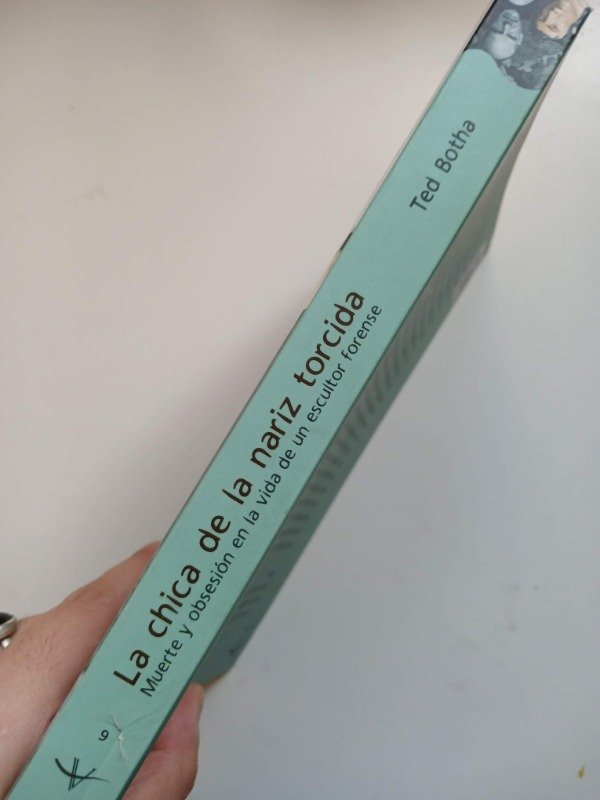 Ted Botha
La chica de la nariz torcida
Muerte y obsesión en la vida de un escultor forense
9